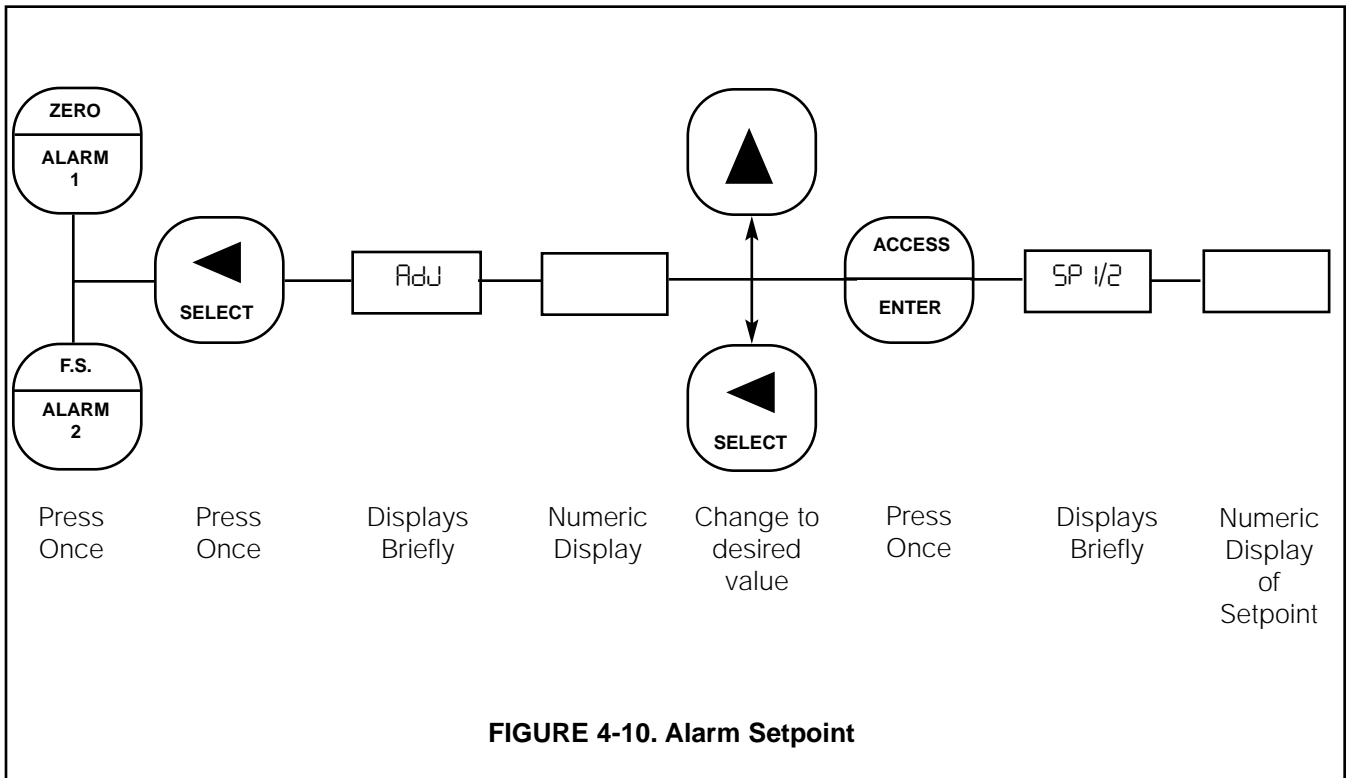 ZERO
ALARM
1
SELECT
AdJ
ACCESS
ENTER
SP 1/2
F.S.
ALARM
2
SELECT
Press
Once
Press
Once
Displays
Briefly
Numeric
Display
Change to
desired
value
Press
Once
Displays
Briefly
Numeric
Display
of
Setpoint
FIGURE 4-10. Alarm Setpoint